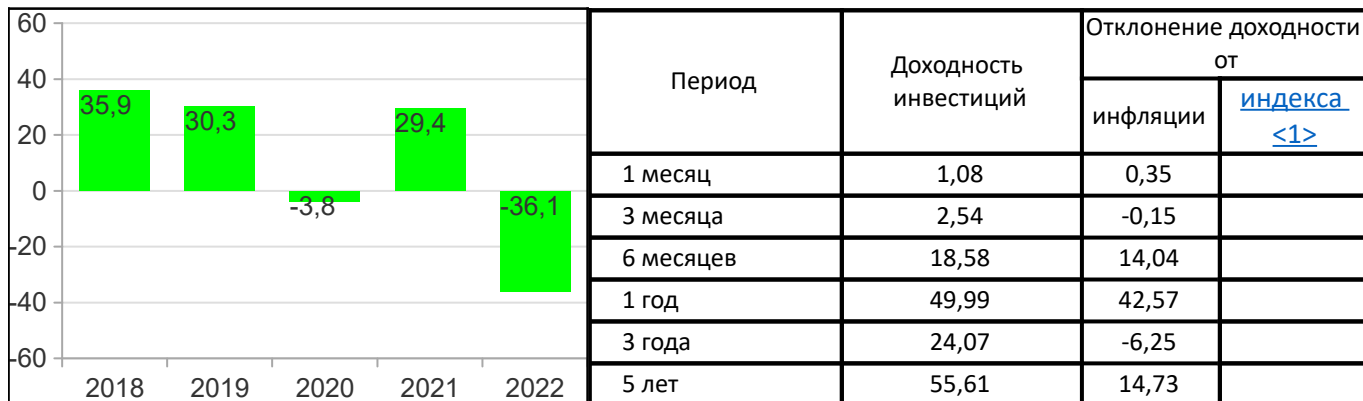 60
40
20
0
-20
-40
-60
35,9
30,3
-3,8
29,4
-36,1
2018 2019 2020 2021 2022
Период
Доходность
инвестиций
Отклонение доходности
от
инфляции
индекса
<1>
1 месяц 1,08 0,35
3 месяца 2,54 -0,15
6 месяцев 18,58 14,04
1 год 49,99 42,57
3 года 24,07 -6,25
5 лет 55,61 14,73